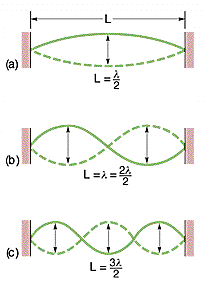 L
(a)
L = λ/2
(b)
L = λ = 2λ/2
(c)
L = 3λ/2